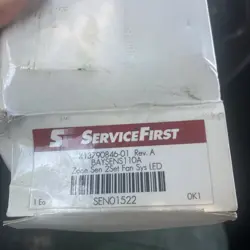 SERVICEFIRST
X13790846-01 Rev. A
BAYSENS110A
Zone Sen 2Set Fan Sys LED
1 Ea
SEN01522
OK1